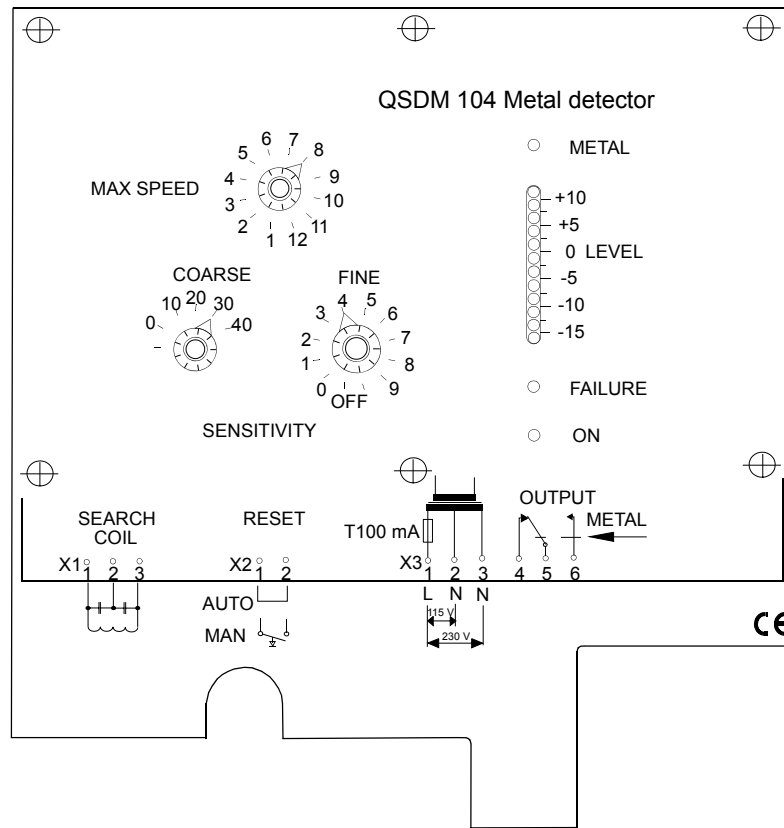 QSDM 104 Metal detector
METAL
MAX SPEED
1 2 3 4 5 6 7 8 9 10 11 12
+10
+5
0 LEVEL
-5
-10
-15
COARSE
0 10 20 30 40
FINE
OFF 0 1 2 3 4 5 6 7 8 9
SENSITIVITY
FAILURE
ON
SEARCH
COIL
X1 1 2 3
RESET
X2 1 2
AUTO
MAN
T100 mA
X3 1 2 3 4 5 6
L N N
115 V
230 V
OUTPUT
METAL
CE